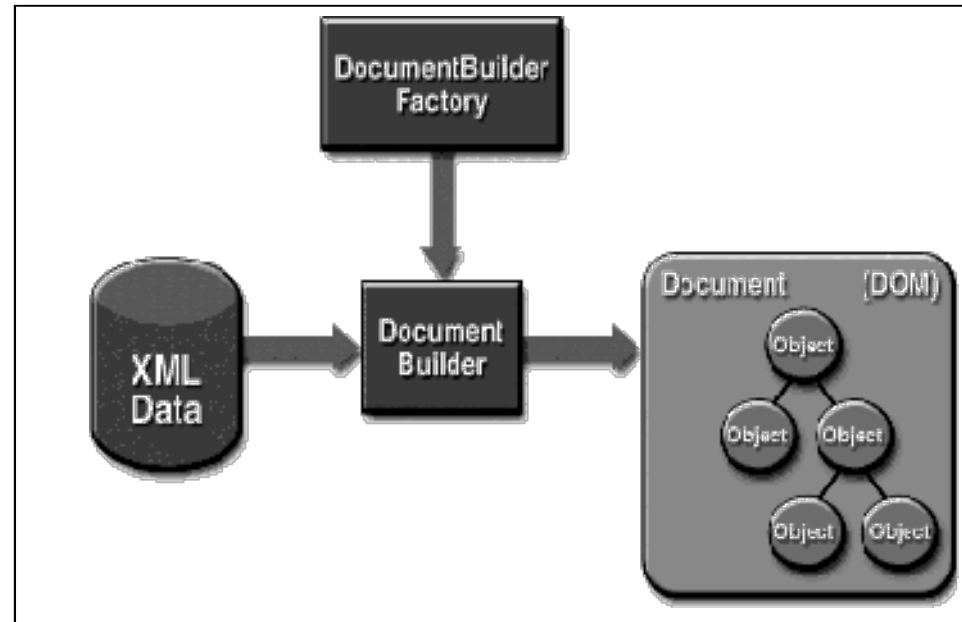 DocumentBuilder
Factory
XML
Data
Document
Builder
Document (DOM)
Object
Object
Object
Object
Object